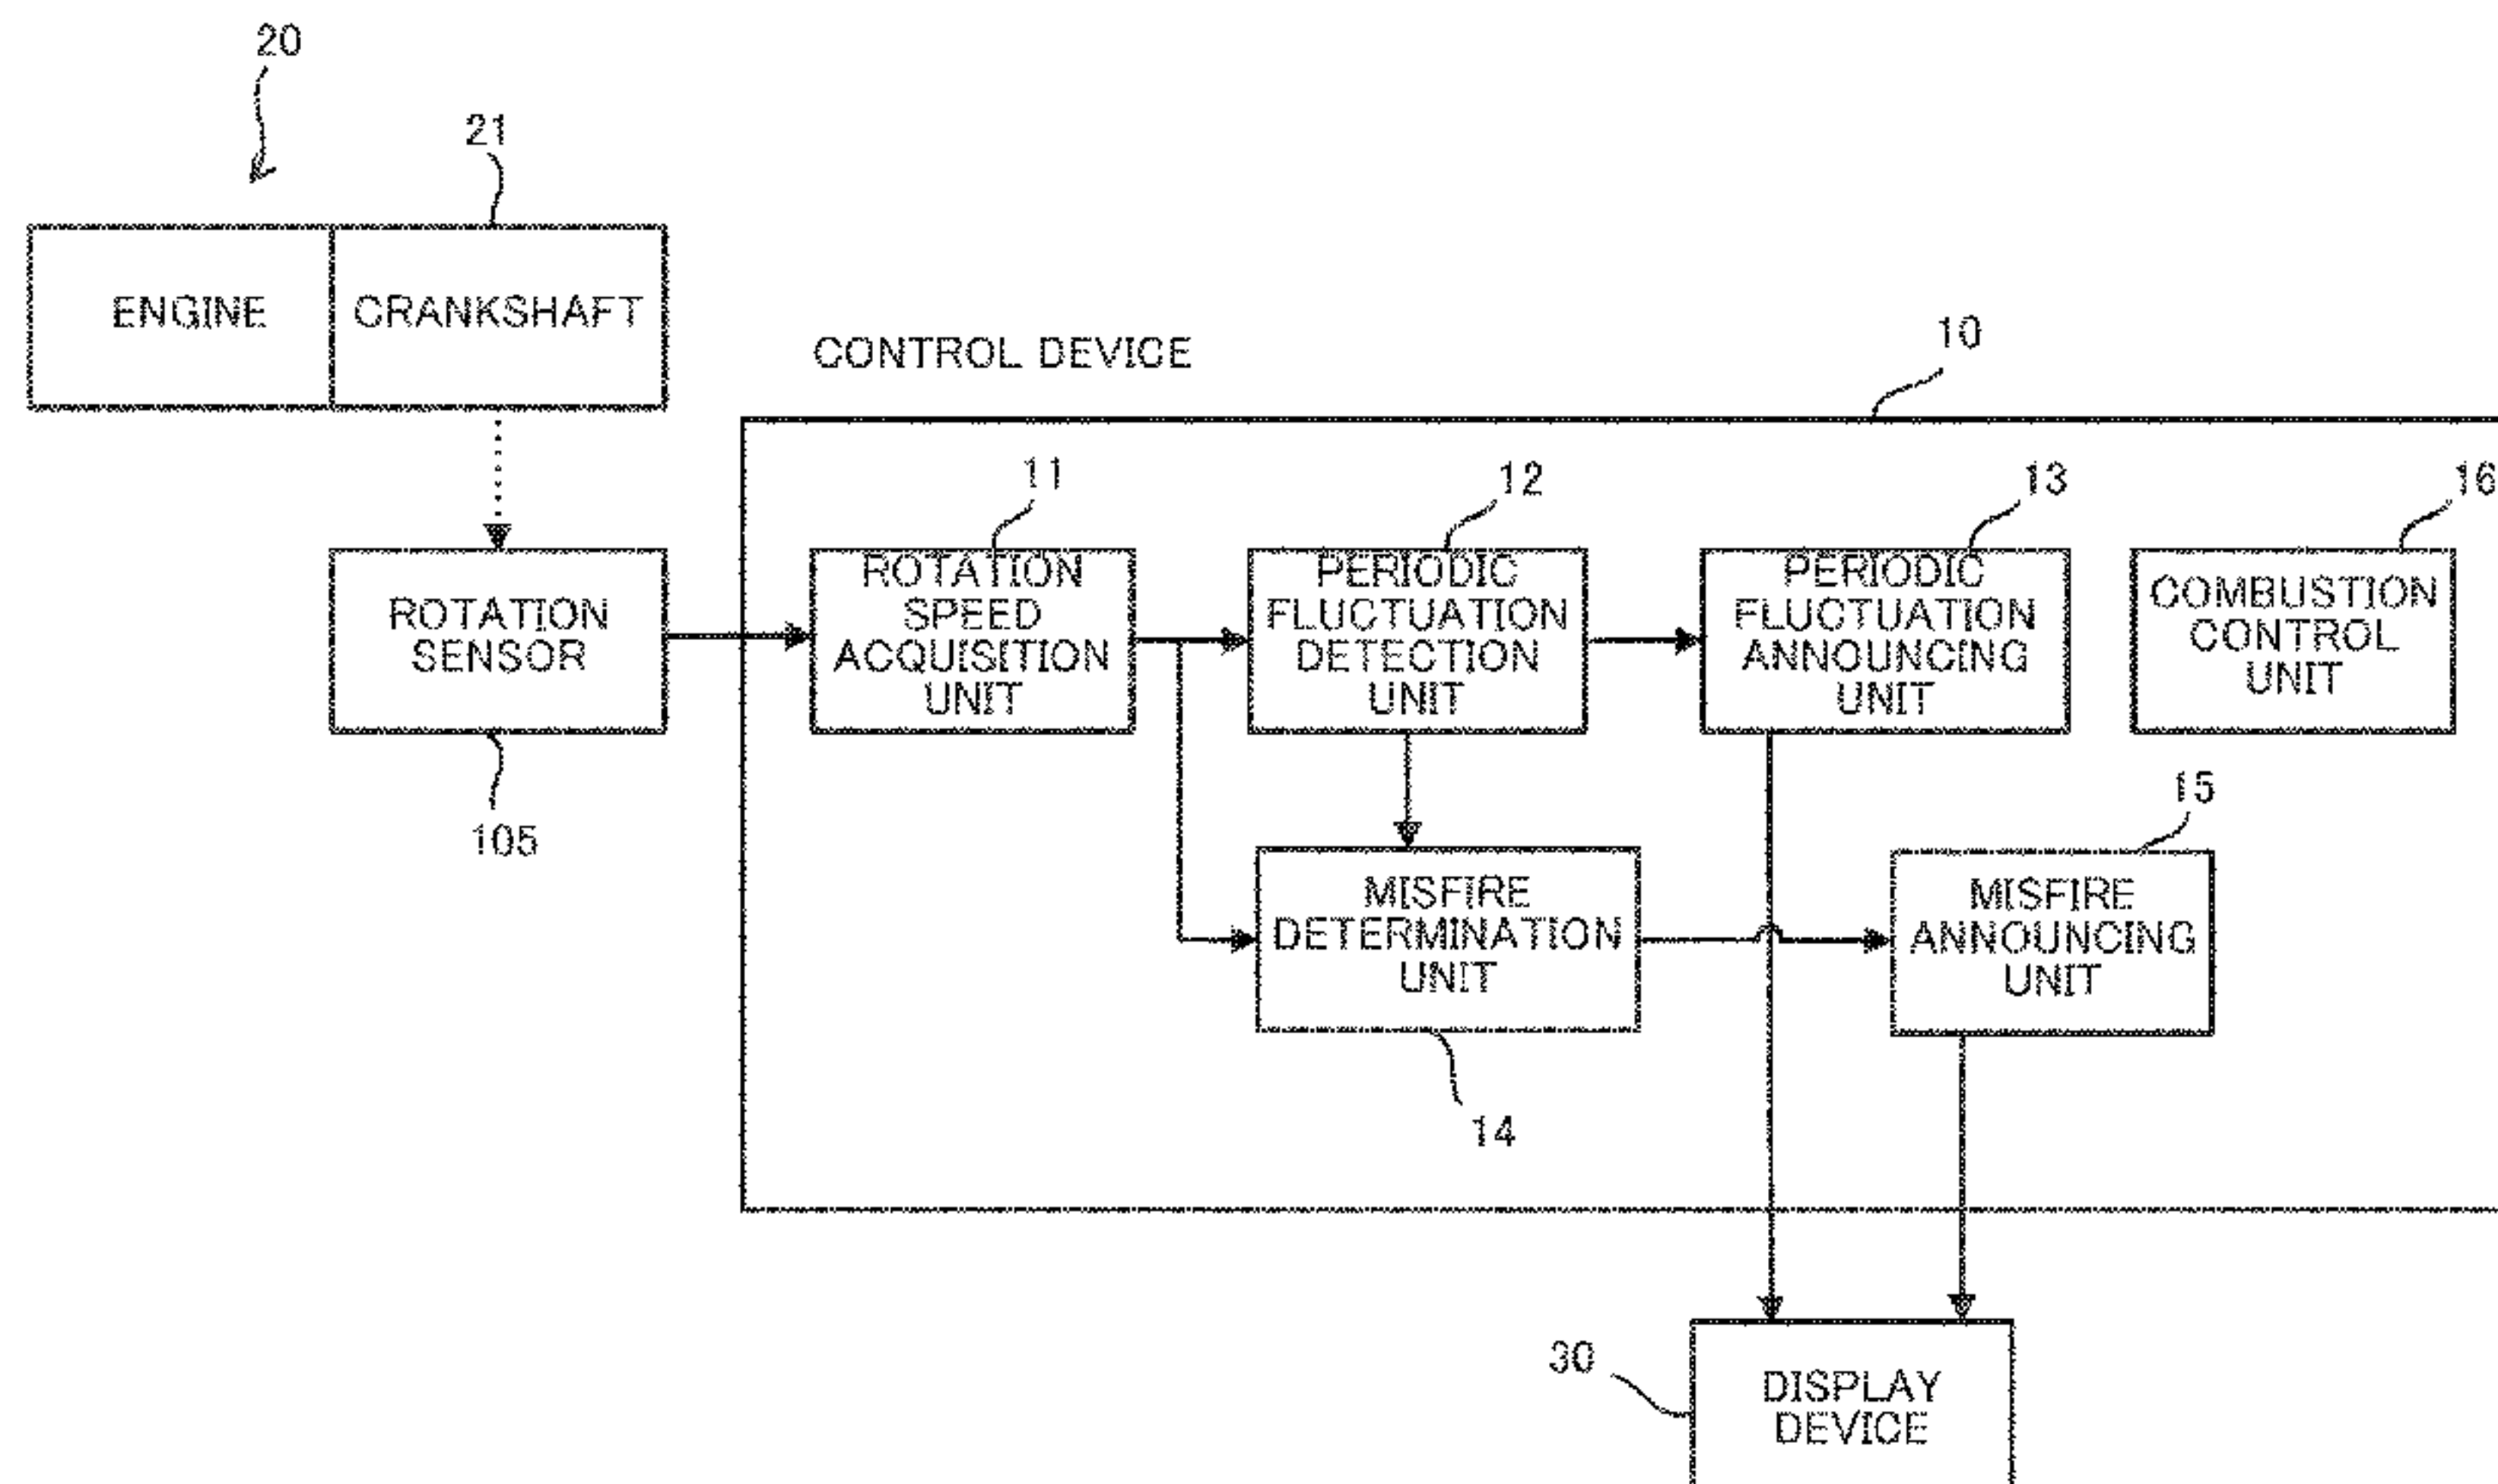 20
21
ENGINE
CRANKSHAFT
CONTROL DEVICE
10
11
12
13
16
ROTATION
SENSOR
105
ROTATION
SPEED
ACQUISITION
UNIT
PERIODIC
FLUCTUATION
DETECTION
UNIT
PERIODIC
FLUCTUATION
ANNOUNCING
UNIT
COMBUSTION
CONTROL
UNIT
15
MISFIRE
DETERMINATION
UNIT
14
MISFIRE
ANNOUNCING
UNIT
30
DISPLAY
DEVICE